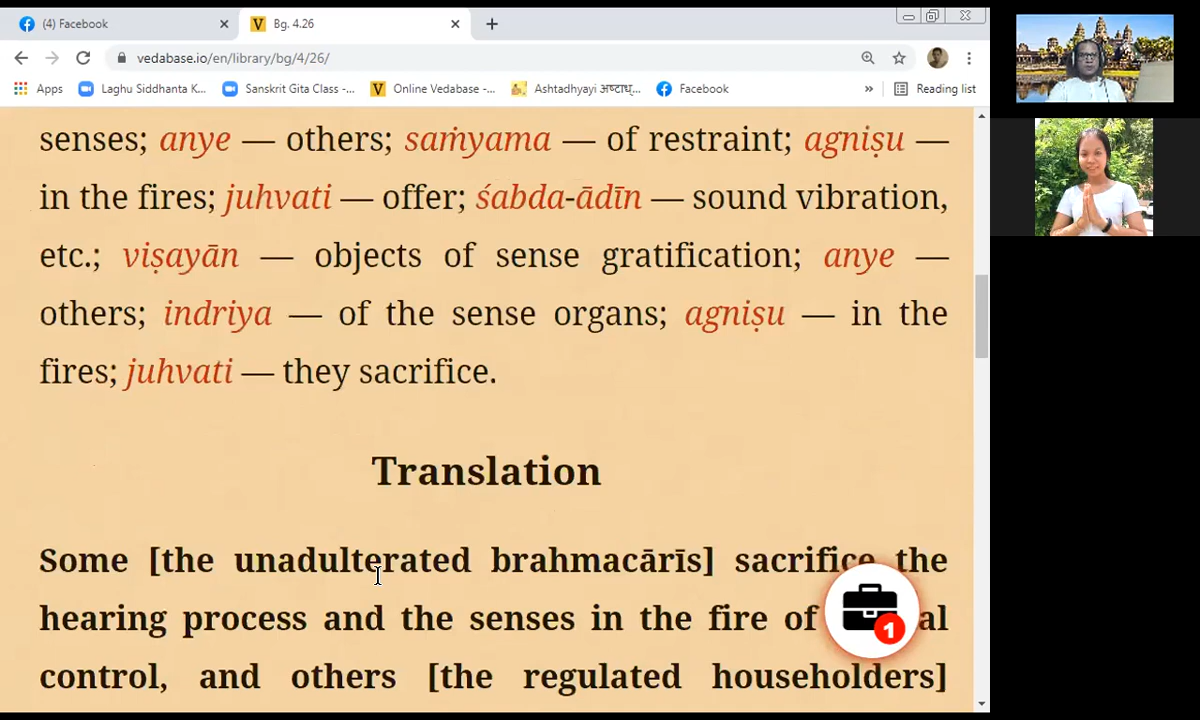 (4) Facebook
Bg. 4.26
vedabase.io/en/library/bg/4/26/
Apps
Laghu Siddhanta K...
Sanskrit Gita Class -...
Online Vedabase -...
Ashtadhyayi अष्टाध्...
Facebook
»
Reading list
senses; anye — others; saṁyama — of restraint; agniṣu —
in the fires; juhvati — offer; śabda-ādīn — sound vibration,
etc.; viṣayān — objects of sense gratification; anye —
others; indriya — of the sense organs; agniṣu — in the
fires; juhvati — they sacrifice.
Translation
Some [the unadulterated brahmacārīs] sacrifice the
hearing process and the senses in the fire of al
control, and others [the regulated householders]
1